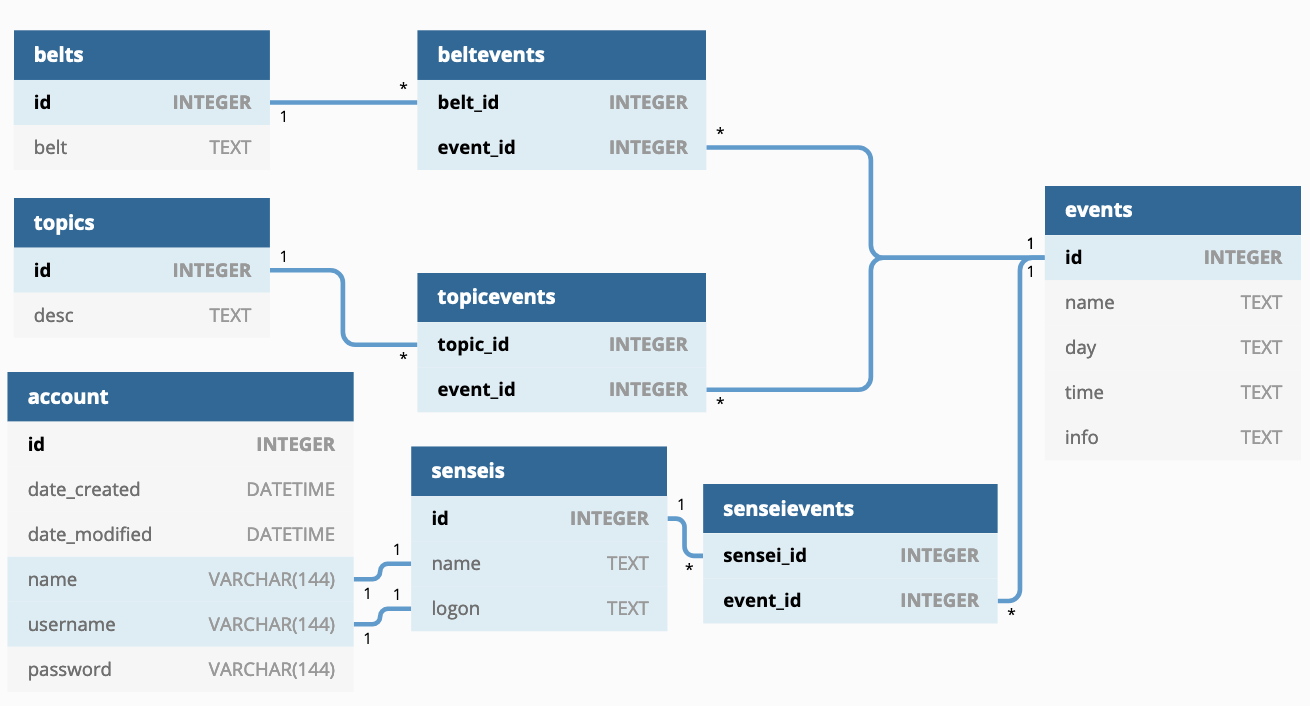 belts
id INTEGER
belt TEXT
1
*
beltevents
belt_id INTEGER
event_id INTEGER
*
topics
id INTEGER
desc TEXT
1
*
topicevents
topic_id INTEGER
event_id INTEGER
*
events
id INTEGER
name TEXT
day TEXT
time TEXT
info TEXT
1
1
account
id INTEGER
date_created DATETIME
date_modified DATETIME
name VARCHAR(144)
username VARCHAR(144)
password VARCHAR(144)
1
1
1
1
senseis
id INTEGER
name TEXT
logon TEXT
1
*
senseievents
sensei_id INTEGER
event_id INTEGER
*